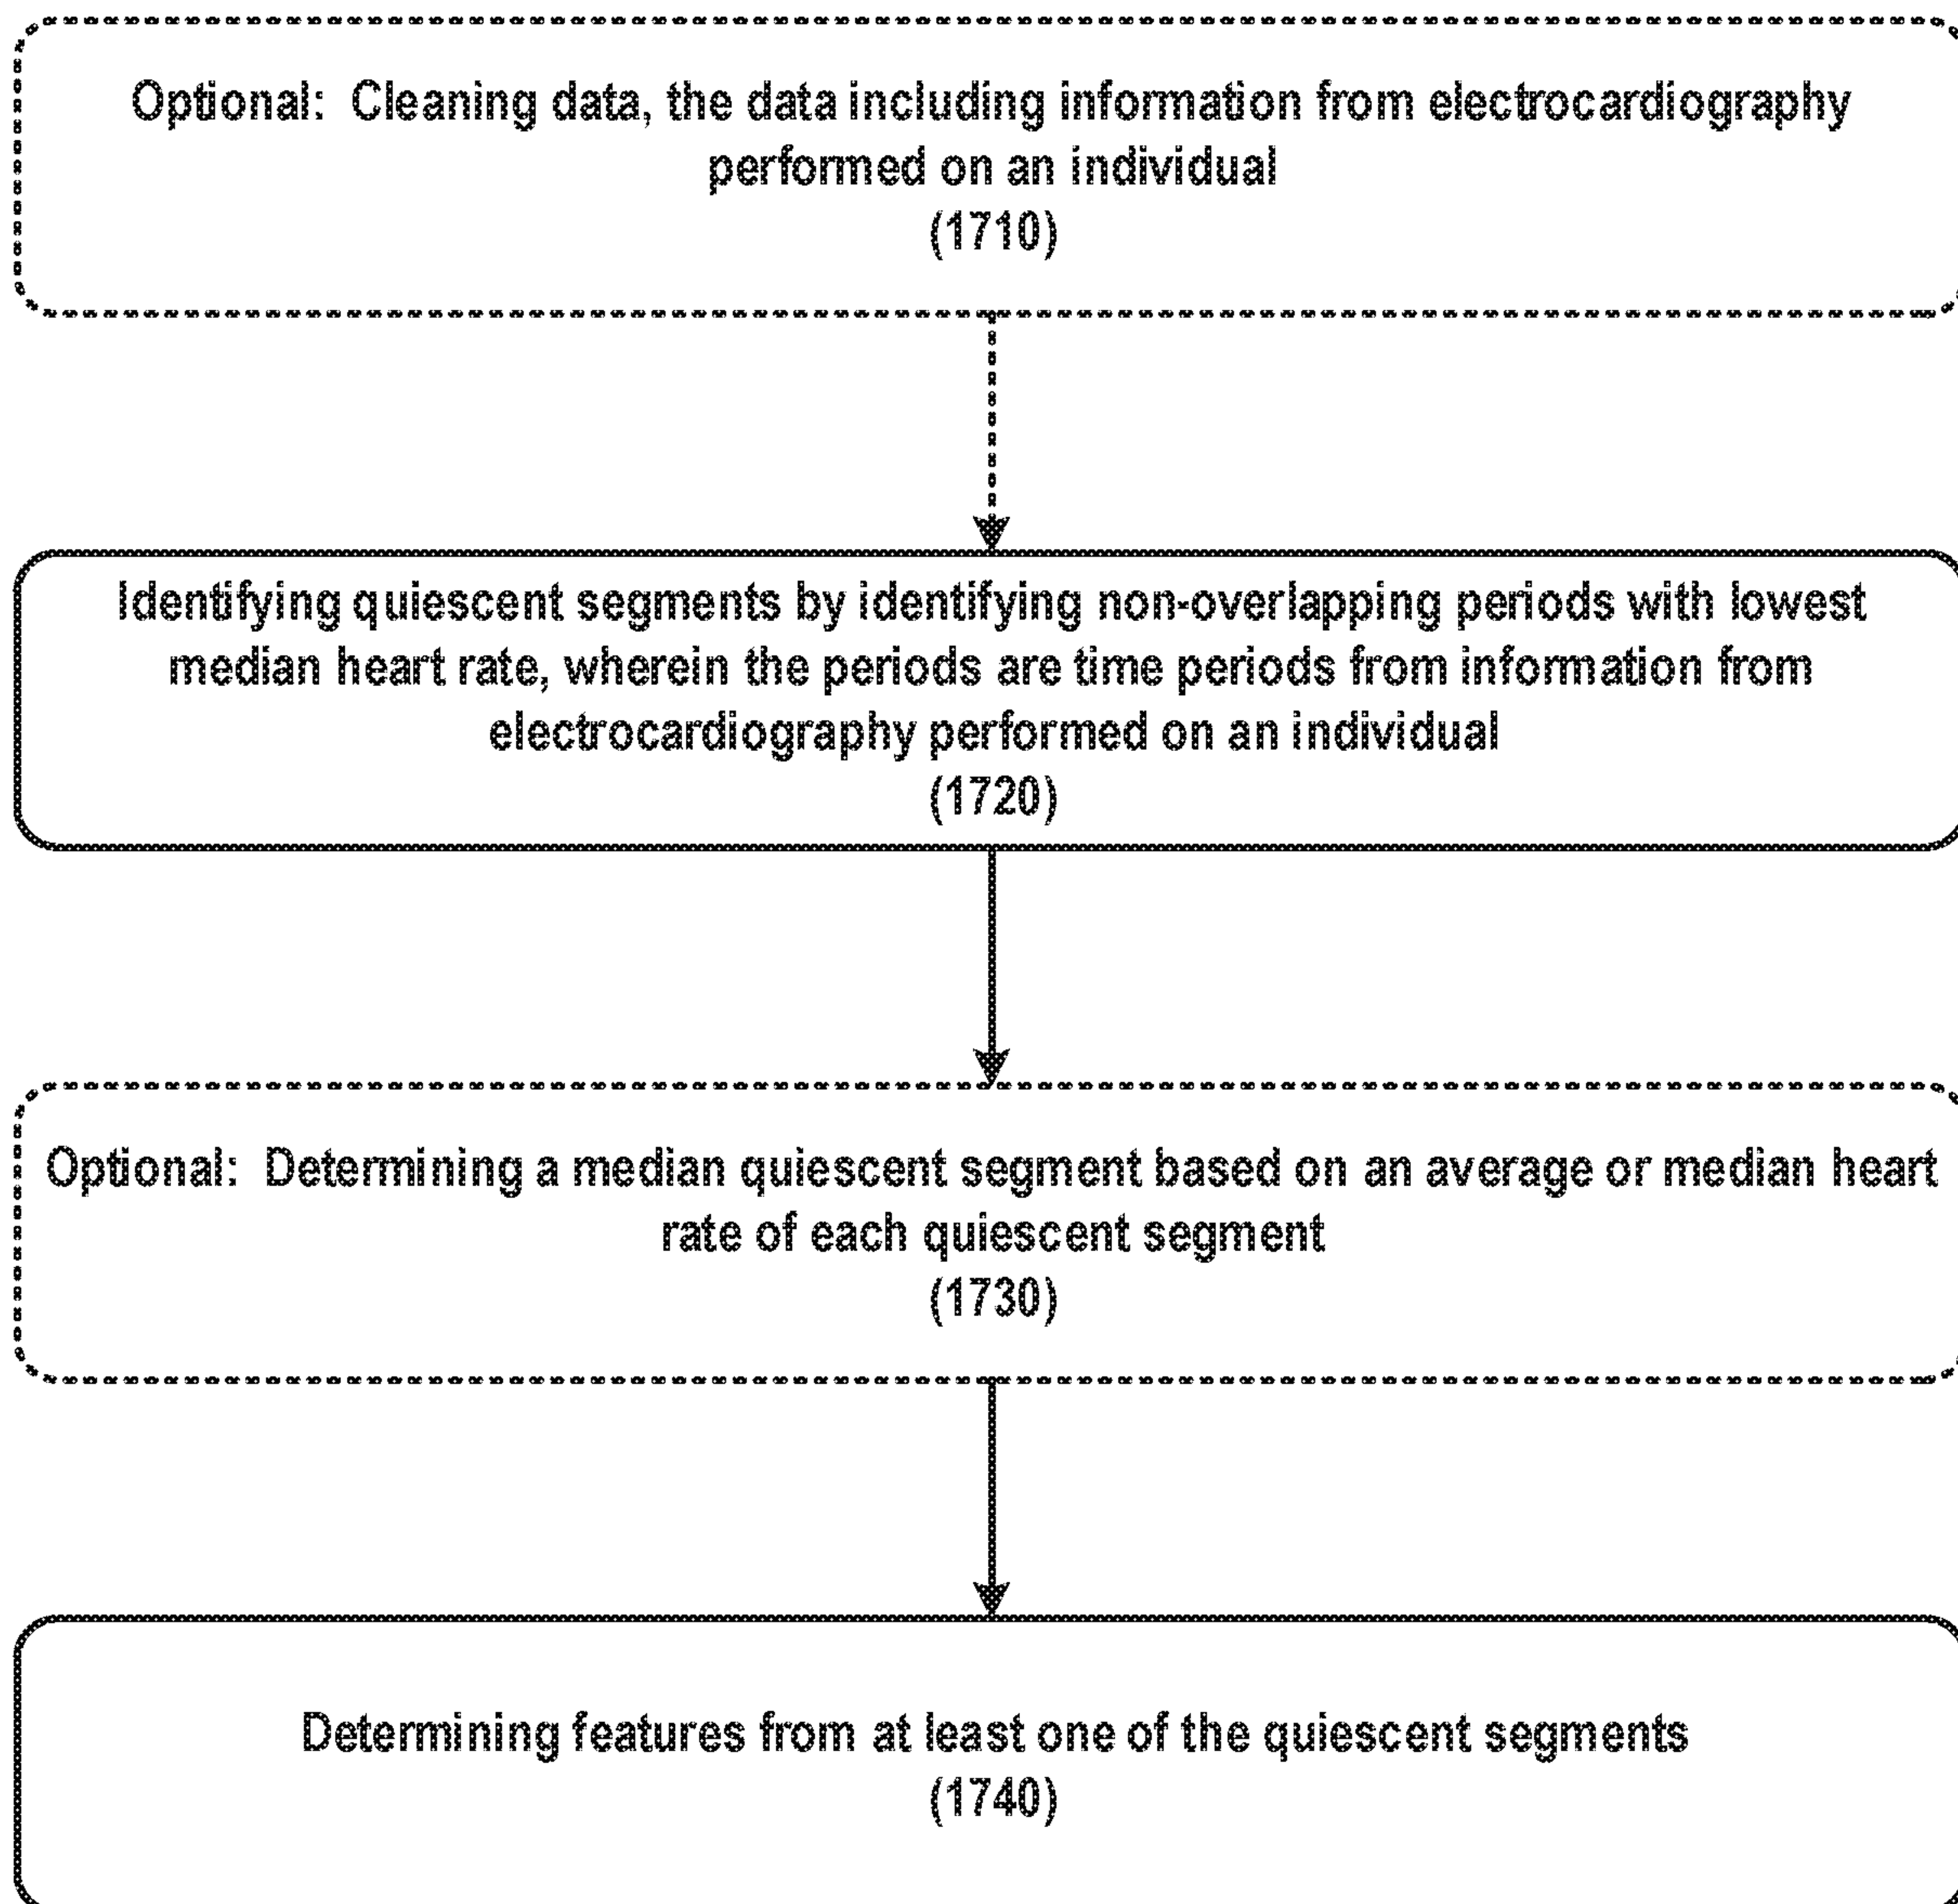 Optional: Cleaning data, the data including information from electrocardiography
performed on an individual
(1710)
Identifying quiescent segments by identifying non-overlapping periods with lowest
median heart rate, wherein the periods are time periods from information from
electrocardiography performed on an individual
(1720)
Optional: Determining a median quiescent segment based on an average or median heart
rate of each quiescent segment
(1730)
Determining features from at least one of the quiescent segments
(1740)